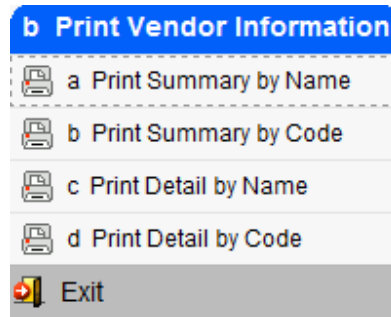 b Print Vendor Information
a Print Summary by Name
b Print Summary by Code
c Print Detail by Name
d Print Detail by Code
Exit